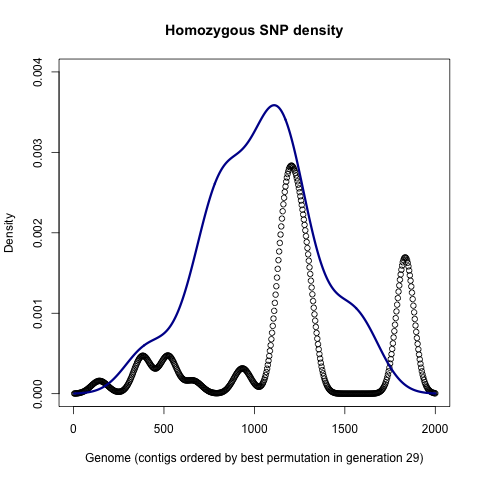 Homozygous SNP density
0.004
0.003
0.002
0.001
0.000
Density
0 500 1000 1500 2000
Genome (contigs ordered by best permutation in generation 29)